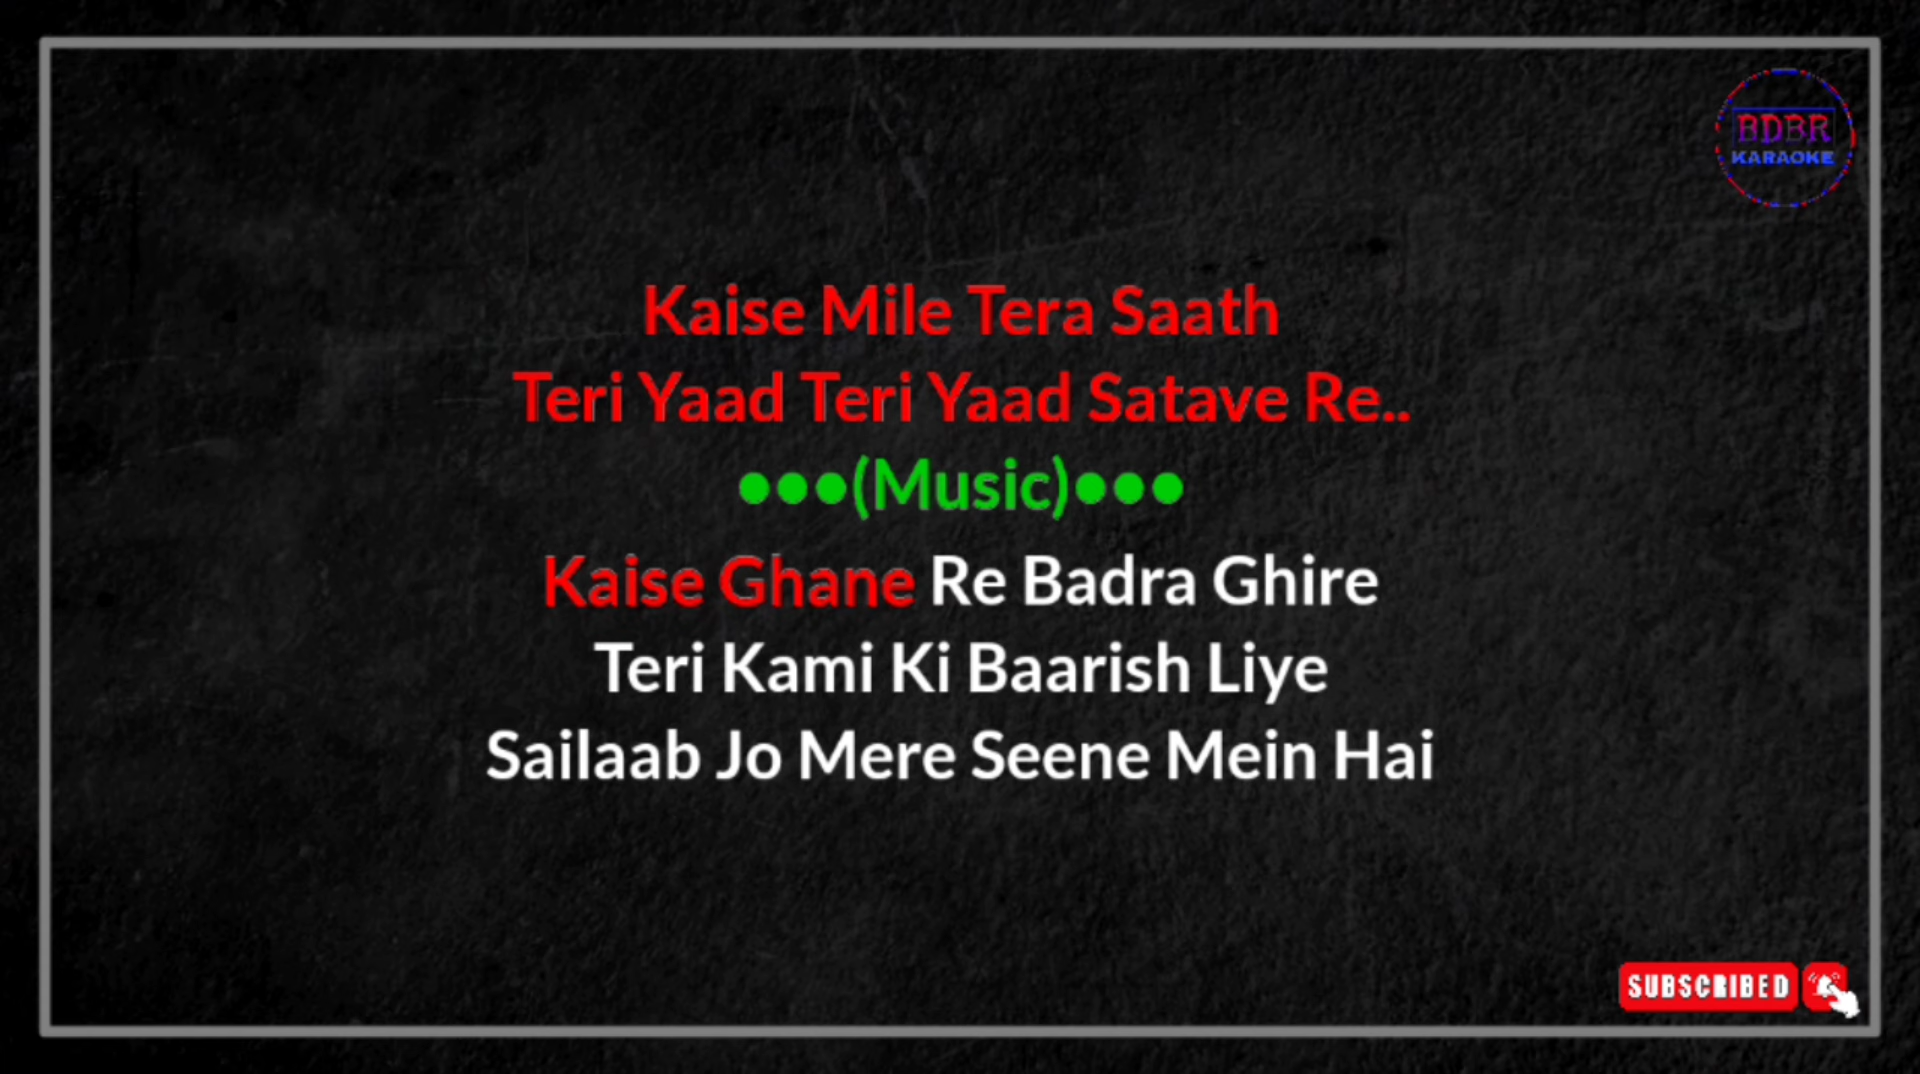 BDBR
KARAOKE
Kaise Mile Tera Saath
Teri Yaad Teri Yaad Satave Re..
●●●(Music)●●●
Kaise Ghane Re Badra Ghire
Teri Kami Ki Baarish Liye
Sailaab Jo Mere Seene Mein Hai
SUBSCRIBED